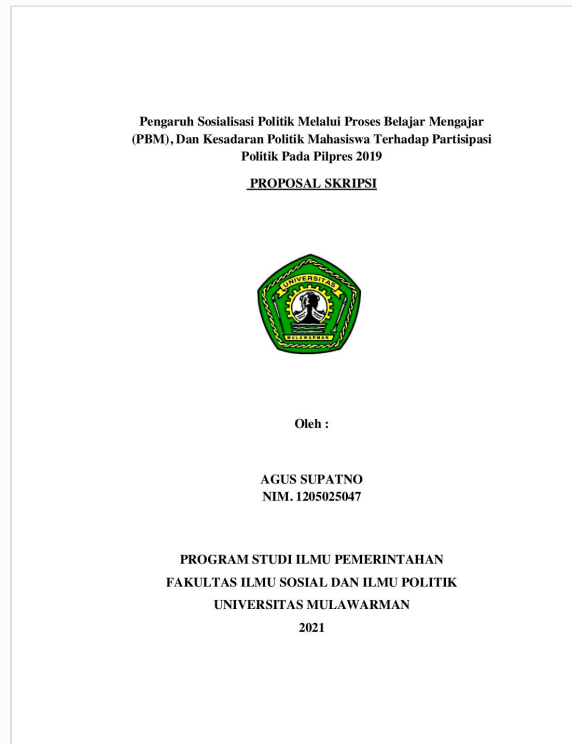 Pengaruh Sosialisasi Politik Melalui Proses Belajar Mengajar
(PBM), Dan Kesadaran Politik Mahasiswa Terhadap Partisipasi
Politik Pada Pilpres 2019
PROPOSAL SKRIPSI
UNIVERSITAS
MULAWARMAN
Oleh :
AGUS SUPATNO
NIM. 1205025047
PROGRAM STUDI ILMU PEMERINTAHAN
FAKULTAS ILMU SOSIAL DAN ILMU POLITIK
UNIVERSITAS MULAWARMAN
2021